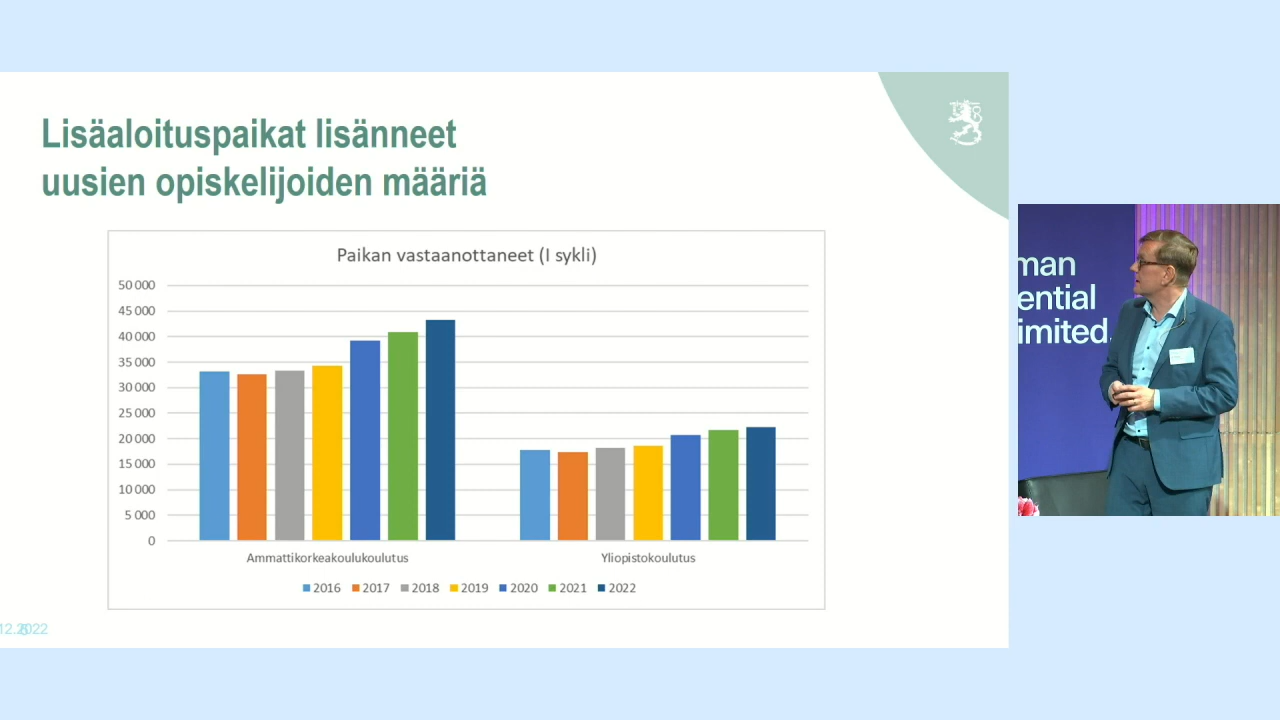 Lisäaloituspaikat lisänneet
uusien opiskelijoiden määriä
Paikan vastaanottaneet (I sykli)
50 000
45 000
40 000
35 000
30 000
25 000
20 000
15 000
10 000
5 000
0
Ammattikorkeakoulukoulutus
Yliopistokoulutus
2016 2017 2018 2019 2020 2021 2022
12.2022
man
ential
imited.